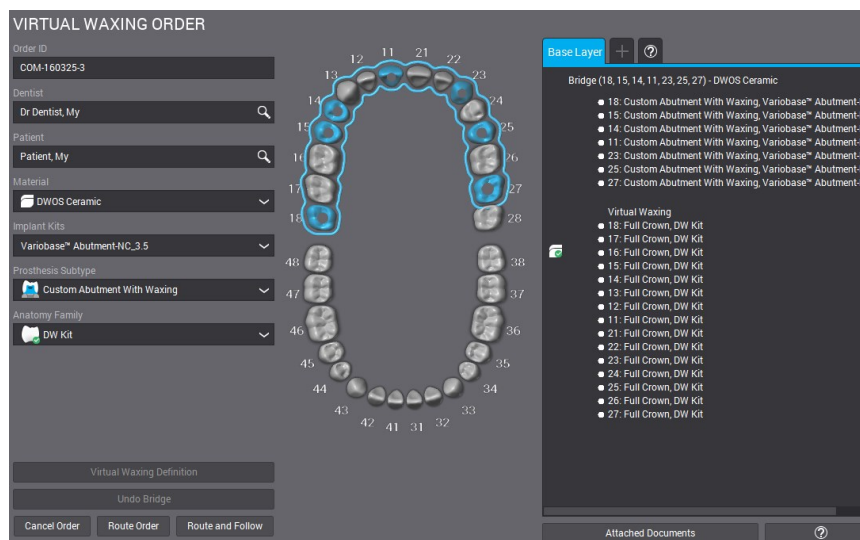 VIRTUAL WAXING ORDER
Order ID
COM-160325-3
Dentist
Dr Dentist, My
Patient
Patient, My
Material
DWOS Ceramic
Implant Kits
Variobase™ Abutment-NC_3.5
Prosthesis Subtype
Custom Abutment With Waxing
Anatomy Family
DW Kit
Virtual Waxing Definition
Undo Bridge
Cancel Order Route Order Route and Follow
11 21
12 22
13 23
14 24
15 25
16 26
17 27
18 28
48 38
47 37
46 36
45 35
44 34
43 33
42 41 31 32
Base Layer + ?
Bridge (18, 15, 14, 11, 23, 25, 27) - DWOS Ceramic
18: Custom Abutment With Waxing, Variobase™ Abutment-
15: Custom Abutment With Waxing, Variobase™ Abutment-
14: Custom Abutment With Waxing, Variobase™ Abutment-
11: Custom Abutment With Waxing, Variobase™ Abutment-
23: Custom Abutment With Waxing, Variobase™ Abutment-
25: Custom Abutment With Waxing, Variobase™ Abutment-
27: Custom Abutment With Waxing, Variobase™ Abutment-
Virtual Waxing
18: Full Crown, DW Kit
17: Full Crown, DW Kit
16: Full Crown, DW Kit
15: Full Crown, DW Kit
14: Full Crown, DW Kit
13: Full Crown, DW Kit
12: Full Crown, DW Kit
11: Full Crown, DW Kit
21: Full Crown, DW Kit
22: Full Crown, DW Kit
23: Full Crown, DW Kit
24: Full Crown, DW Kit
25: Full Crown, DW Kit
26: Full Crown, DW Kit
27: Full Crown, DW Kit
Attached Documents ?